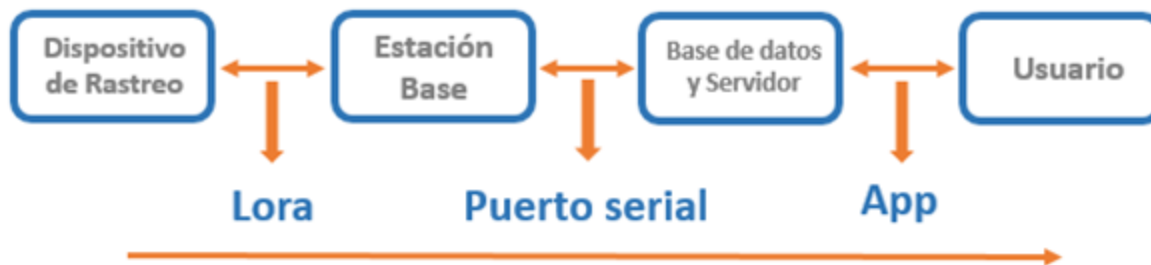 Dispositivo
de Rastreo
Estación
Base
Base de datos
y Servidor
Usuario
Lora
Puerto serial
App